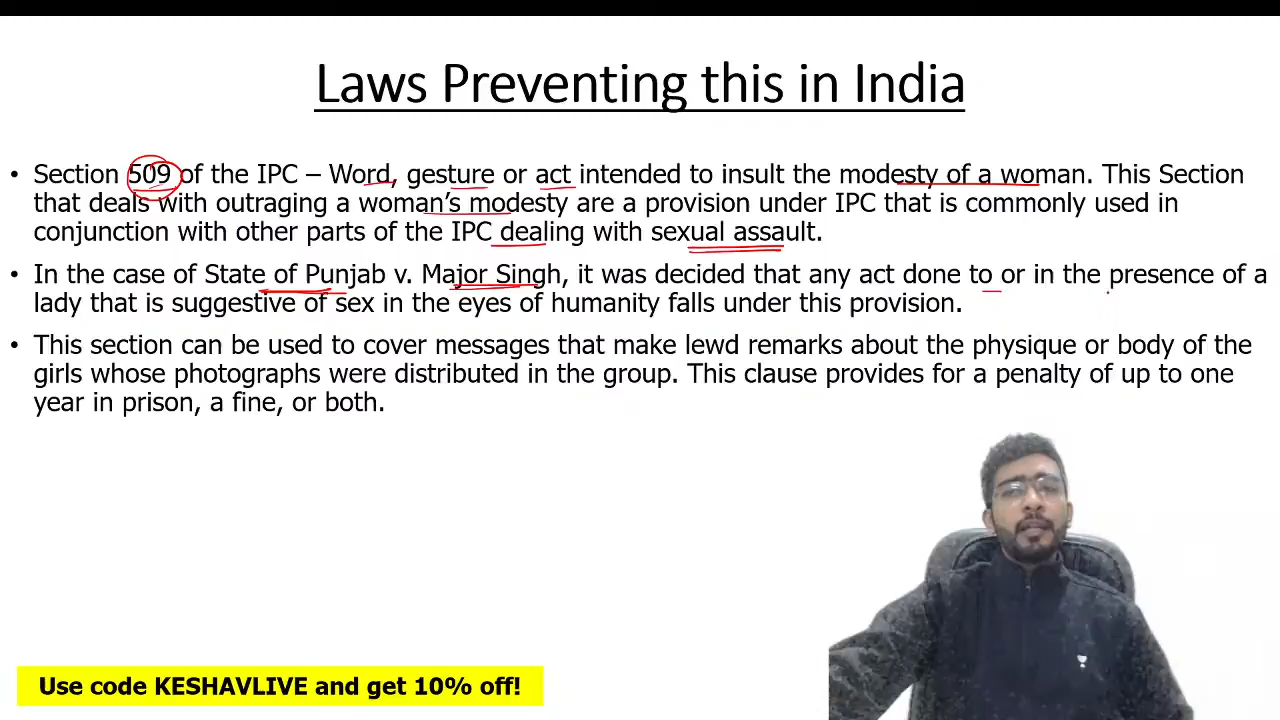 Laws Preventing this in India
• Section 509 of the IPC – Word, gesture or act intended to insult the modesty of a woman. This Section
that deals with outraging a woman’s modesty are a provision under IPC that is commonly used in
conjunction with other parts of the IPC dealing with sexual assault.
• In the case of State of Punjab v. Major Singh, it was decided that any act done to or in the presence of a
lady that is suggestive of sex in the eyes of humanity falls under this provision.
• This section can be used to cover messages that make lewd remarks about the physique or body of the
girls whose photographs were distributed in the group. This clause provides for a penalty of up to one
year in prison, a fine, or both.
Use code KESHAVLIVE and get 10% off!